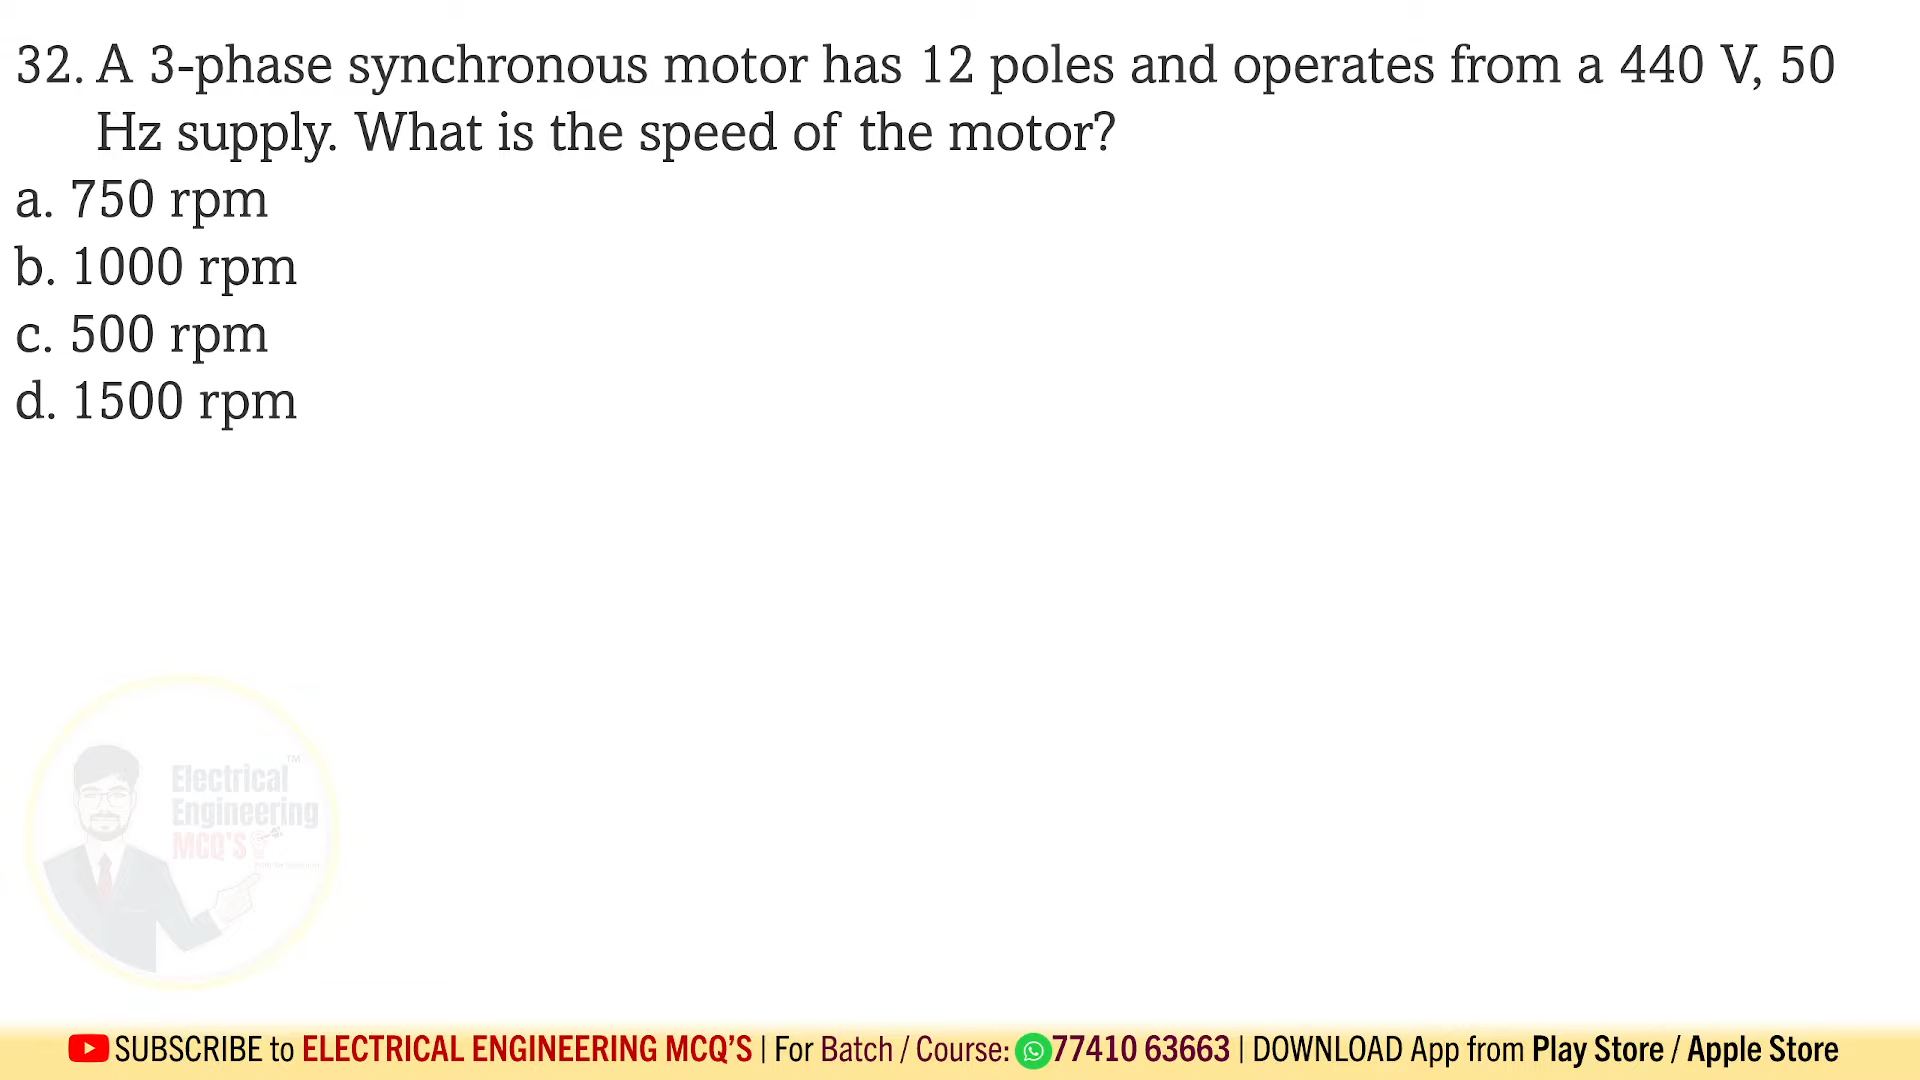 32. A 3-phase synchronous motor has 12 poles and operates from a 440 V, 50
Hz supply. What is the speed of the motor?
a. 750 rpm
b. 1000 rpm
c. 500 rpm
d. 1500 rpm
Electrical TM
Engineering
MCQ'S
SUBSCRIBE to ELECTRICAL ENGINEERING MCQ'S | For Batch / Course: 77410 63663 | DOWNLOAD App from Play Store / Apple Store